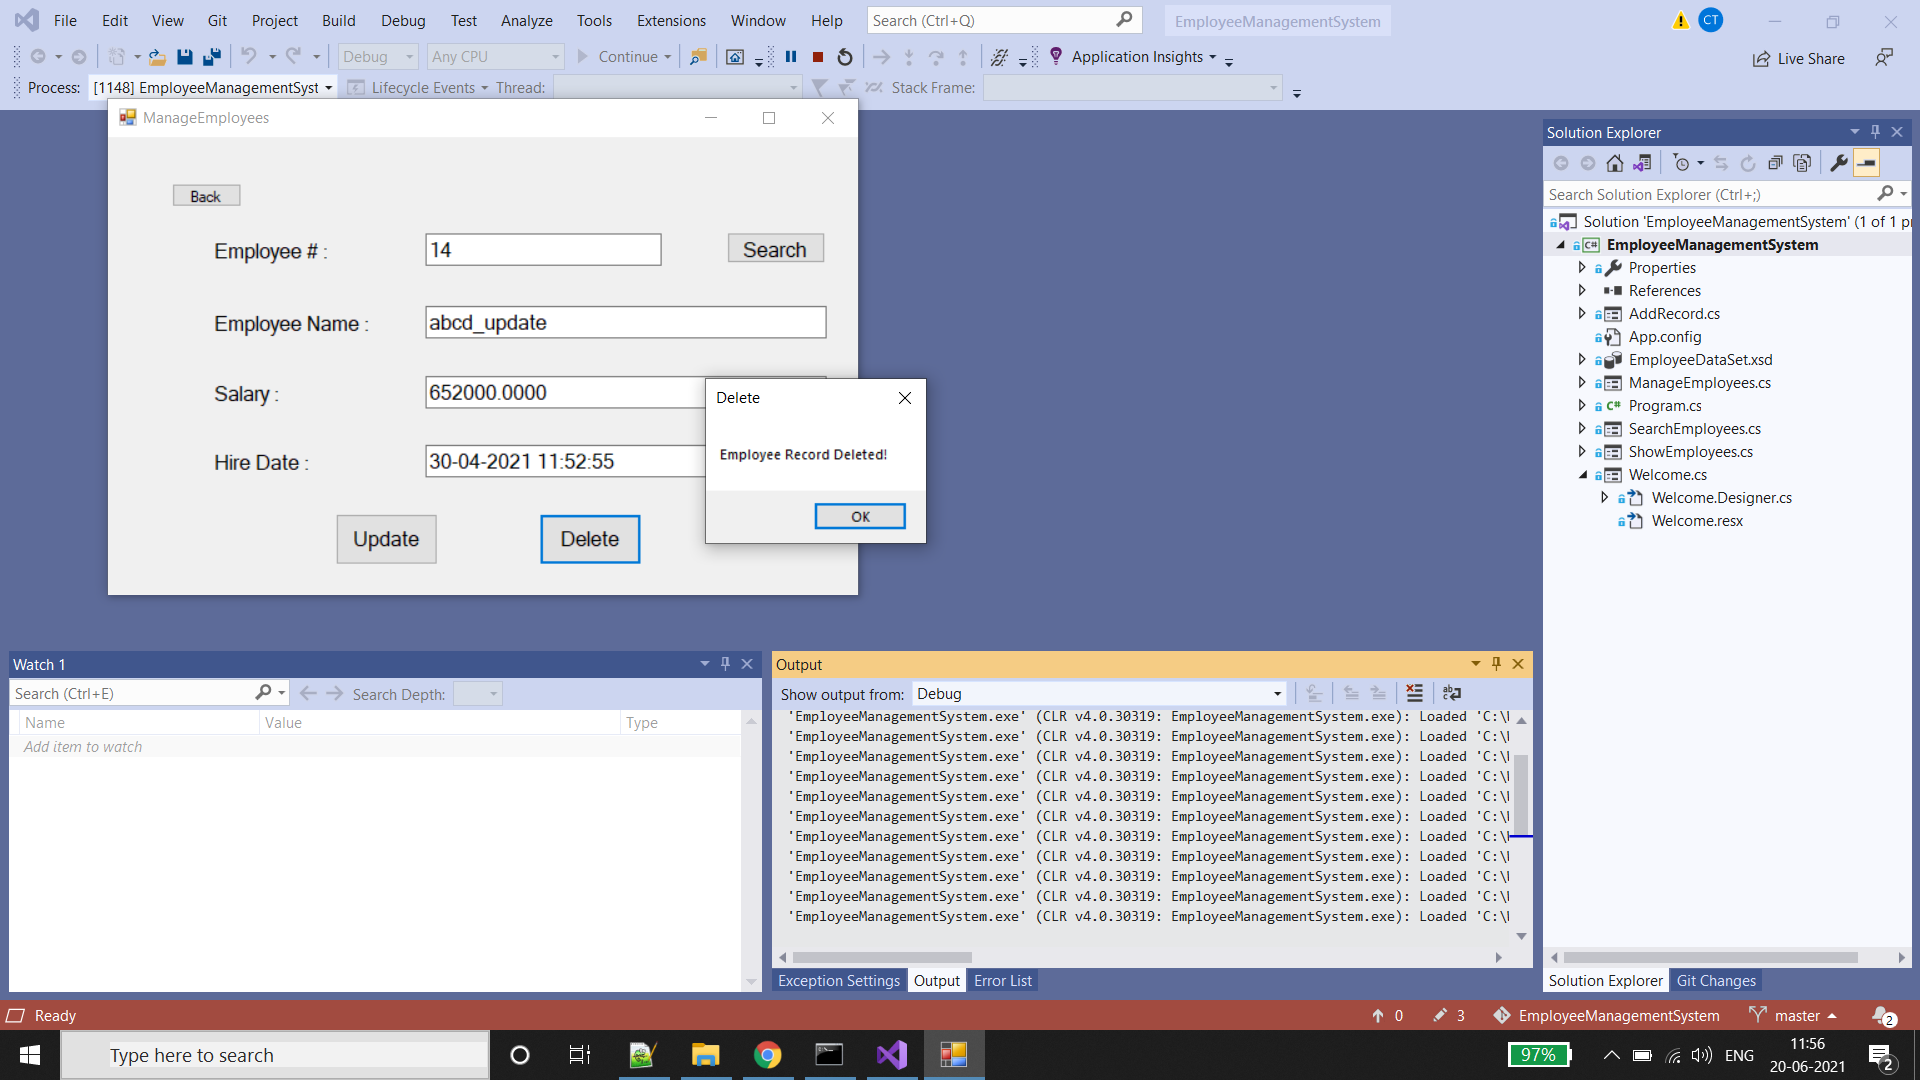 File Edit View Git Project Build Debug Test Analyze Tools Extensions Window Help Search (Ctrl+Q) EmployeeManagementSystem CT
Debug Any CPU Continue Application Insights Live Share
Process: [1148] EmployeeManagementSyst Lifecycle Events Thread: Stack Frame:
ManageEmployees
Back
Employee # : 14 Search
Employee Name : abcd_update
Salary : 652000.0000
Hire Date : 30-04-2021 11:52:55
Update Delete
Delete
Employee Record Deleted!
OK
Solution Explorer
Search Solution Explorer (Ctrl+;)
Solution 'EmployeeManagementSystem' (1 of 1 pr
EmployeeManagementSystem
Properties
References
AddRecord.cs
App.config
EmployeeDataSet.xsd
ManageEmployees.cs
Program.cs
SearchEmployees.cs
ShowEmployees.cs
Welcome.cs
Welcome.Designer.cs
Welcome.resx
Solution Explorer Git Changes
Watch 1
Search (Ctrl+E) Search Depth:
Name Value Type
Add item to watch
Output
Show output from: Debug
'EmployeeManagementSystem.exe' (CLR v4.0.30319: EmployeeManagementSystem.exe): Loaded 'C:\
'EmployeeManagementSystem.exe' (CLR v4.0.30319: EmployeeManagementSystem.exe): Loaded 'C:\
'EmployeeManagementSystem.exe' (CLR v4.0.30319: EmployeeManagementSystem.exe): Loaded 'C:\
'EmployeeManagementSystem.exe' (CLR v4.0.30319: EmployeeManagementSystem.exe): Loaded 'C:\
'EmployeeManagementSystem.exe' (CLR v4.0.30319: EmployeeManagementSystem.exe): Loaded 'C:\
'EmployeeManagementSystem.exe' (CLR v4.0.30319: EmployeeManagementSystem.exe): Loaded 'C:\
'EmployeeManagementSystem.exe' (CLR v4.0.30319: EmployeeManagementSystem.exe): Loaded 'C:\
'EmployeeManagementSystem.exe' (CLR v4.0.30319: EmployeeManagementSystem.exe): Loaded 'C:\
'EmployeeManagementSystem.exe' (CLR v4.0.30319: EmployeeManagementSystem.exe): Loaded 'C:\
'EmployeeManagementSystem.exe' (CLR v4.0.30319: EmployeeManagementSystem.exe): Loaded 'C:\
'EmployeeManagementSystem.exe' (CLR v4.0.30319: EmployeeManagementSystem.exe): Loaded 'C:\
Exception Settings Output Error List
Ready 0 3 EmployeeManagementSystem master 2
Type here to search 97% ENG 11:56
20-06-2021 2